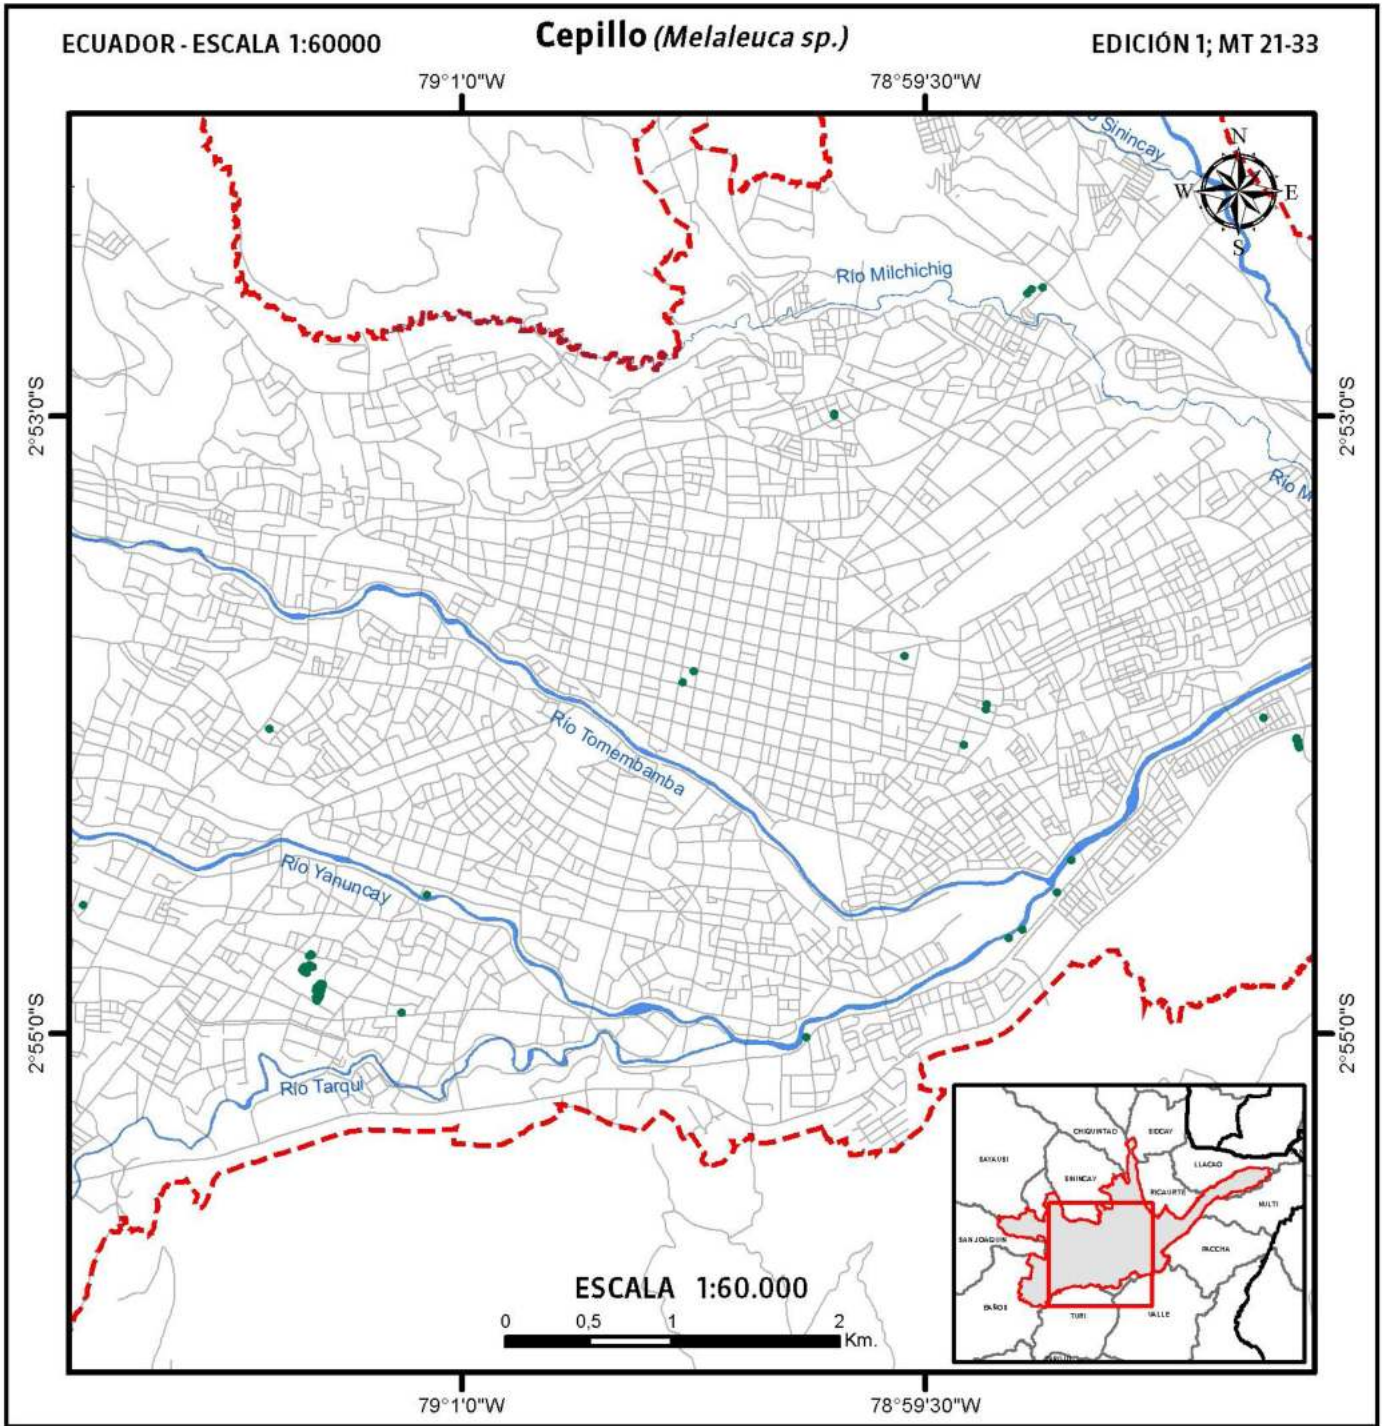 ECUADOR - ESCALA 1:60000
Cepillo (Melaleuca sp.)
EDICIÓN 1; MT 21-33
79°1'0"W
78°59'30"W
Sinincay
N
W
E
S
Río Milchichig
2°53'0"S
2°53'0"S
Río M
Río Tomembamba
Río Yanuncay
2°55'0"S
2°55'0"S
Río Tarqui
CHIQUINTAD
SIDCAY
SAYAUSI
LLACAO
SININCAY
RICAURTE
NULTI
SAN JOAQUIN
PACCHA
BAÑOS
TURI
VALLE
ESCALA 1:60.000
0 0,5 1 2
Km.
79°1'0"W
78°59'30"W